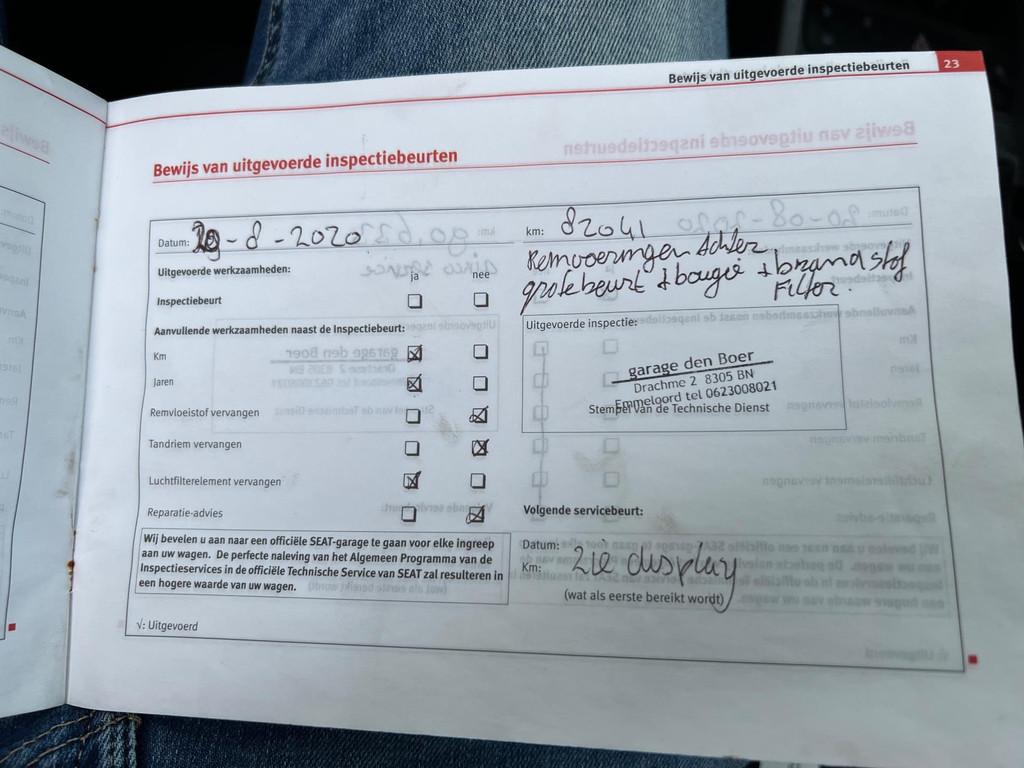 Bewijs van uitgevoerde inspectiebeurten 23
Bewijs van uitgevoerde inspectiebeurten
Datum: -8-2020 km: 82041
Remvoeringen Achter
grote beurt + bougie + brandstof
Filter.
Uitgevoerde werkzaamheden: ja nee
Inspectiebeurt
Aanvullende werkzaamheden naast de Inspectiebeurt:
Km
Jaren
Remvloeistof vervangen
Tandriem vervangen
Luchtfilterelement vervangen
Reparatie-advies
Uitgevoerde inspectie:
garage den Boer
Drachme 2 8305 BN
Emmeloord tel 0623008021
Stempel van de Technische Dienst
Wij bevelen u aan naar een officiële SEAT-garage te gaan voor elke ingreep
aan uw wagen. De perfecte naleving van het Algemeen Programma van de
Inspectieservices in de officiële Technische Service van SEAT zal resulteren in
een hogere waarde van uw wagen.
Volgende servicebeurt:
Datum:
Km: zie display
(wat als eerste bereikt wordt)
√: Uitgevoerd